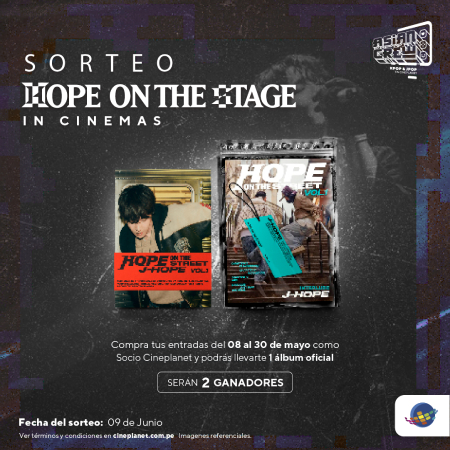 ASIAN
CREW
KPOP & JPOP
EN CINEPLANET
SORTEO
HOPE ON THE STAGE
IN CINEMAS
HOPE
ON THE
STREET
VOL.1
J-HOPE
HOPE
ON THE STREET
VOL.1
J-HOPE
Compra tus entradas del 08 al 30 de mayo como
Socio Cineplanet y podrás llevarte 1 álbum oficial
SERÁN 2 GANADORES
Fecha del sorteo: 09 de Junio
Ver términos y condiciones en cineplanet.com.pe Imagenes referenciales.